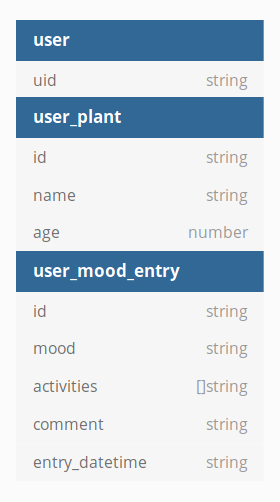 user
uid string
user_plant
id string
name string
age number
user_mood_entry
id string
mood string
activities []string
comment string
entry_datetime string